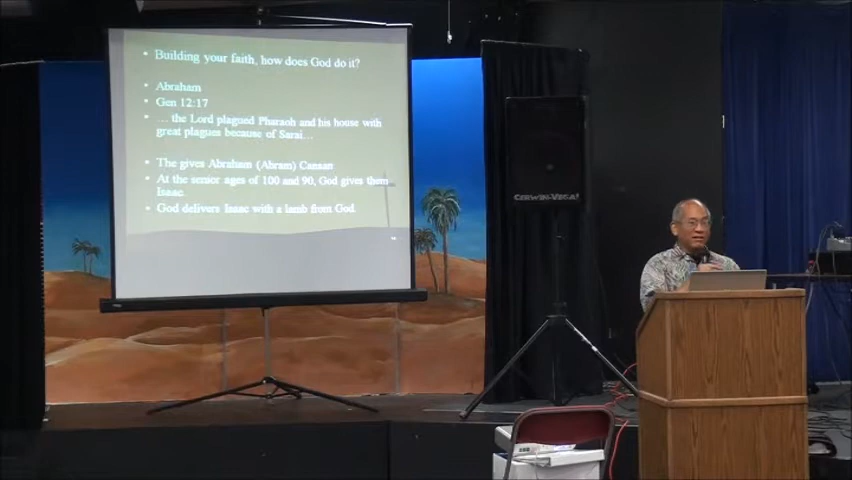 • Building your faith, how does God do it?
• Abraham
• Gen 12:17
• … the Lord plagued Pharaoh and his house with
great plagues because of Sarai…
• The gives Abraham (Abram) Canaan
• At the senior ages of 100 and 90, God gives them
Isaac
• God delivers Isaac with a lamb from God.
CERWIN-VEGA!